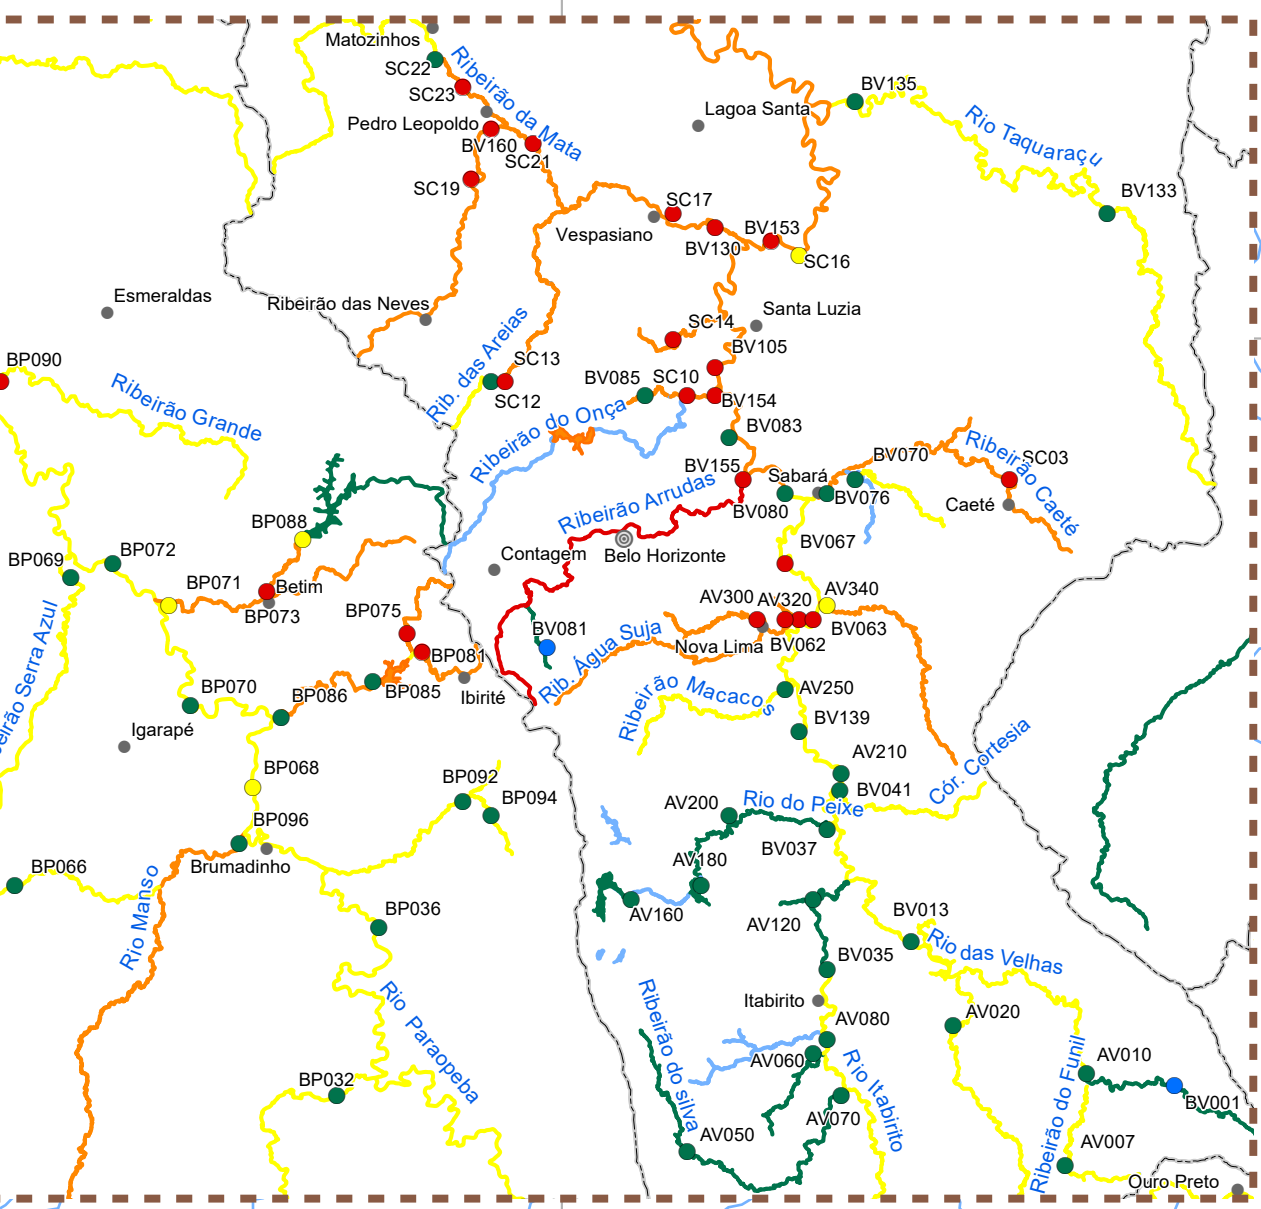 Matozinhos
SC22
Ribeirão da Mata
SC23
Pedro Leopoldo
BV160
SC21
SC19
Lagoa Santa
BV135
Rio Taquaraçu
BV133
SC17
Vespasiano
BV130
BV153
SC16
Esmeraldas
Ribeirão das Neves
Santa Luzia
SC14
BV105
Rib. das Areias
SC13
SC12
BP090
Ribeirão Grande
BV085
SC10
BV154
Ribeirão do Onça
BV083
BV155
Sabará
BV070
Ribeirão Caeté
SC03
BV080
BV076
Caeté
Ribeirão Arrudas
BP088
Contagem
Belo Horizonte
BV067
BP069
BP072
BP071
Betim
BP073
BP075
AV300
AV320
AV340
BV063
BV062
Nova Lima
BV081
Rib. Água Suja
BP081
Ibirité
BP085
BP086
BP070
Igarapé
eirão Serra Azul
Ribeirão Macacos
AV250
BV139
AV210
BV041
Cór. Cortesia
BP068
BP092
BP094
BP096
Brumadinho
AV200
Rio do Peixe
BV037
AV180
AV160
AV120
BP066
Rio Manso
BP036
BV013
Rio das Velhas
BV035
Itabirito
AV080
AV060
AV020
Rio Paraopeba
Ribeirão do silva
Rio Itabirito
BP032
AV070
AV050
Ribeirão do Funil
AV010
BV001
AV007
Ouro Preto